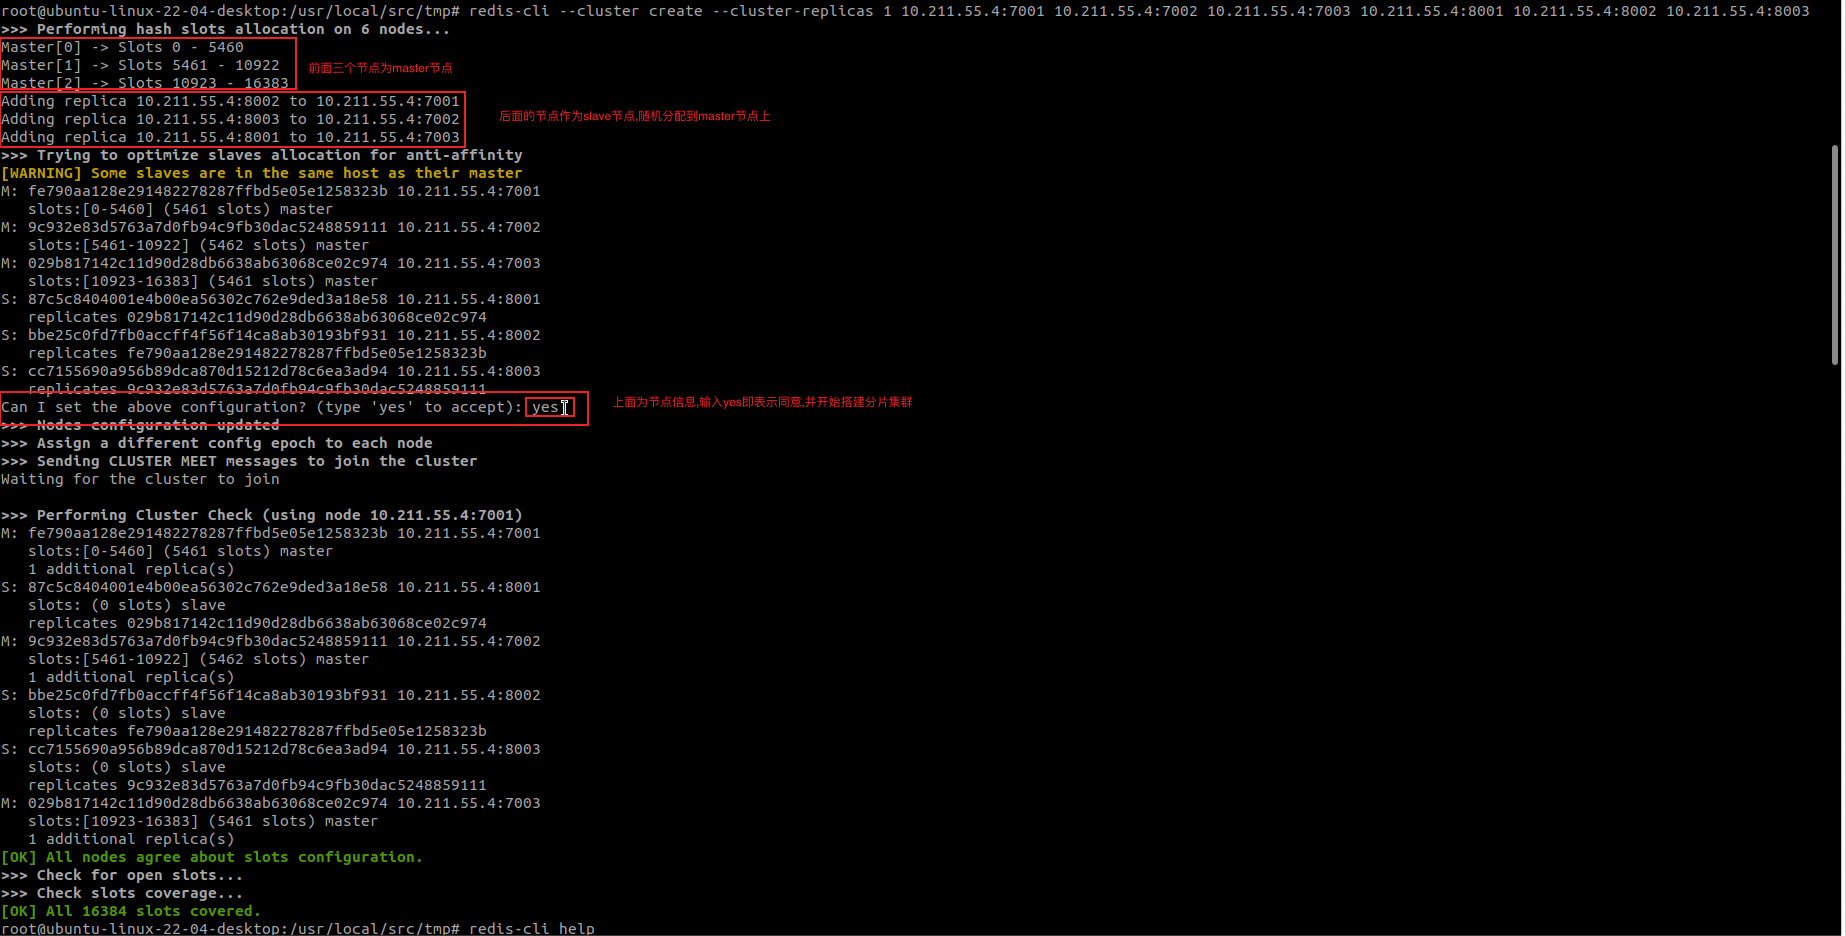 root@ubuntu-linux-22-04-desktop:/usr/local/src/tmp# redis-cli --cluster create --cluster-replicas 1 10.211.55.4:7001 10.211.55.4:7002 10.211.55.4:7003 10.211.55.4:8001 10.211.55.4:8002 10.211.55.4:8003
>>> Performing hash slots allocation on 6 nodes...
Master[0] -> Slots 0 - 5460
Master[1] -> Slots 5461 - 10922
前面三个节点为master节点
Master[2] -> Slots 10923 - 16383
Adding replica 10.211.55.4:8002 to 10.211.55.4:7001
Adding replica 10.211.55.4:8003 to 10.211.55.4:7002
后面的节点作为slave节点,随机分配到master节点上
Adding replica 10.211.55.4:8001 to 10.211.55.4:7003
>>> Trying to optimize slaves allocation for anti-affinity
[WARNING] Some slaves are in the same host as their master
M: fe790aa128e291482278287ffbd5e05e1258323b 10.211.55.4:7001
   slots:[0-5460] (5461 slots) master
M: 9c932e83d5763a7d0fb94c9fb30dac5248859111 10.211.55.4:7002
   slots:[5461-10922] (5462 slots) master
M: 029b817142c11d90d28db6638ab63068ce02c974 10.211.55.4:7003
   slots:[10923-16383] (5461 slots) master
S: 87c5c8404001e4b00ea56302c762e9ded3a18e58 10.211.55.4:8001
   replicates 029b817142c11d90d28db6638ab63068ce02c974
S: bbe25c0fd7fb0accff4f56f14ca8ab30193bf931 10.211.55.4:8002
   replicates fe790aa128e291482278287ffbd5e05e1258323b
S: cc7155690a956b89dca870d15212d78c6ea3ad94 10.211.55.4:8003
   replicates 9c932e83d5763a7d0fb94c9fb30dac5248859111
Can I set the above configuration? (type 'yes' to accept): yes
上面为节点信息,输入yes即表示同意,并开始搭建分片集群
>>> Nodes configuration updated
>>> Assign a different config epoch to each node
>>> Sending CLUSTER MEET messages to join the cluster
Waiting for the cluster to join
>>> Performing Cluster Check (using node 10.211.55.4:7001)
M: fe790aa128e291482278287ffbd5e05e1258323b 10.211.55.4:7001
   slots:[0-5460] (5461 slots) master
   1 additional replica(s)
S: 87c5c8404001e4b00ea56302c762e9ded3a18e58 10.211.55.4:8001
   slots: (0 slots) slave
   replicates 029b817142c11d90d28db6638ab63068ce02c974
M: 9c932e83d5763a7d0fb94c9fb30dac5248859111 10.211.55.4:7002
   slots:[5461-10922] (5462 slots) master
   1 additional replica(s)
S: bbe25c0fd7fb0accff4f56f14ca8ab30193bf931 10.211.55.4:8002
   slots: (0 slots) slave
   replicates fe790aa128e291482278287ffbd5e05e1258323b
S: cc7155690a956b89dca870d15212d78c6ea3ad94 10.211.55.4:8003
   slots: (0 slots) slave
   replicates 9c932e83d5763a7d0fb94c9fb30dac5248859111
M: 029b817142c11d90d28db6638ab63068ce02c974 10.211.55.4:7003
   slots:[10923-16383] (5461 slots) master
   1 additional replica(s)
[OK] All nodes agree about slots configuration.
>>> Check for open slots...
>>> Check slots coverage...
[OK] All 16384 slots covered.
root@ubuntu-linux-22-04-desktop:/usr/local/src/tmp# redis-cli help